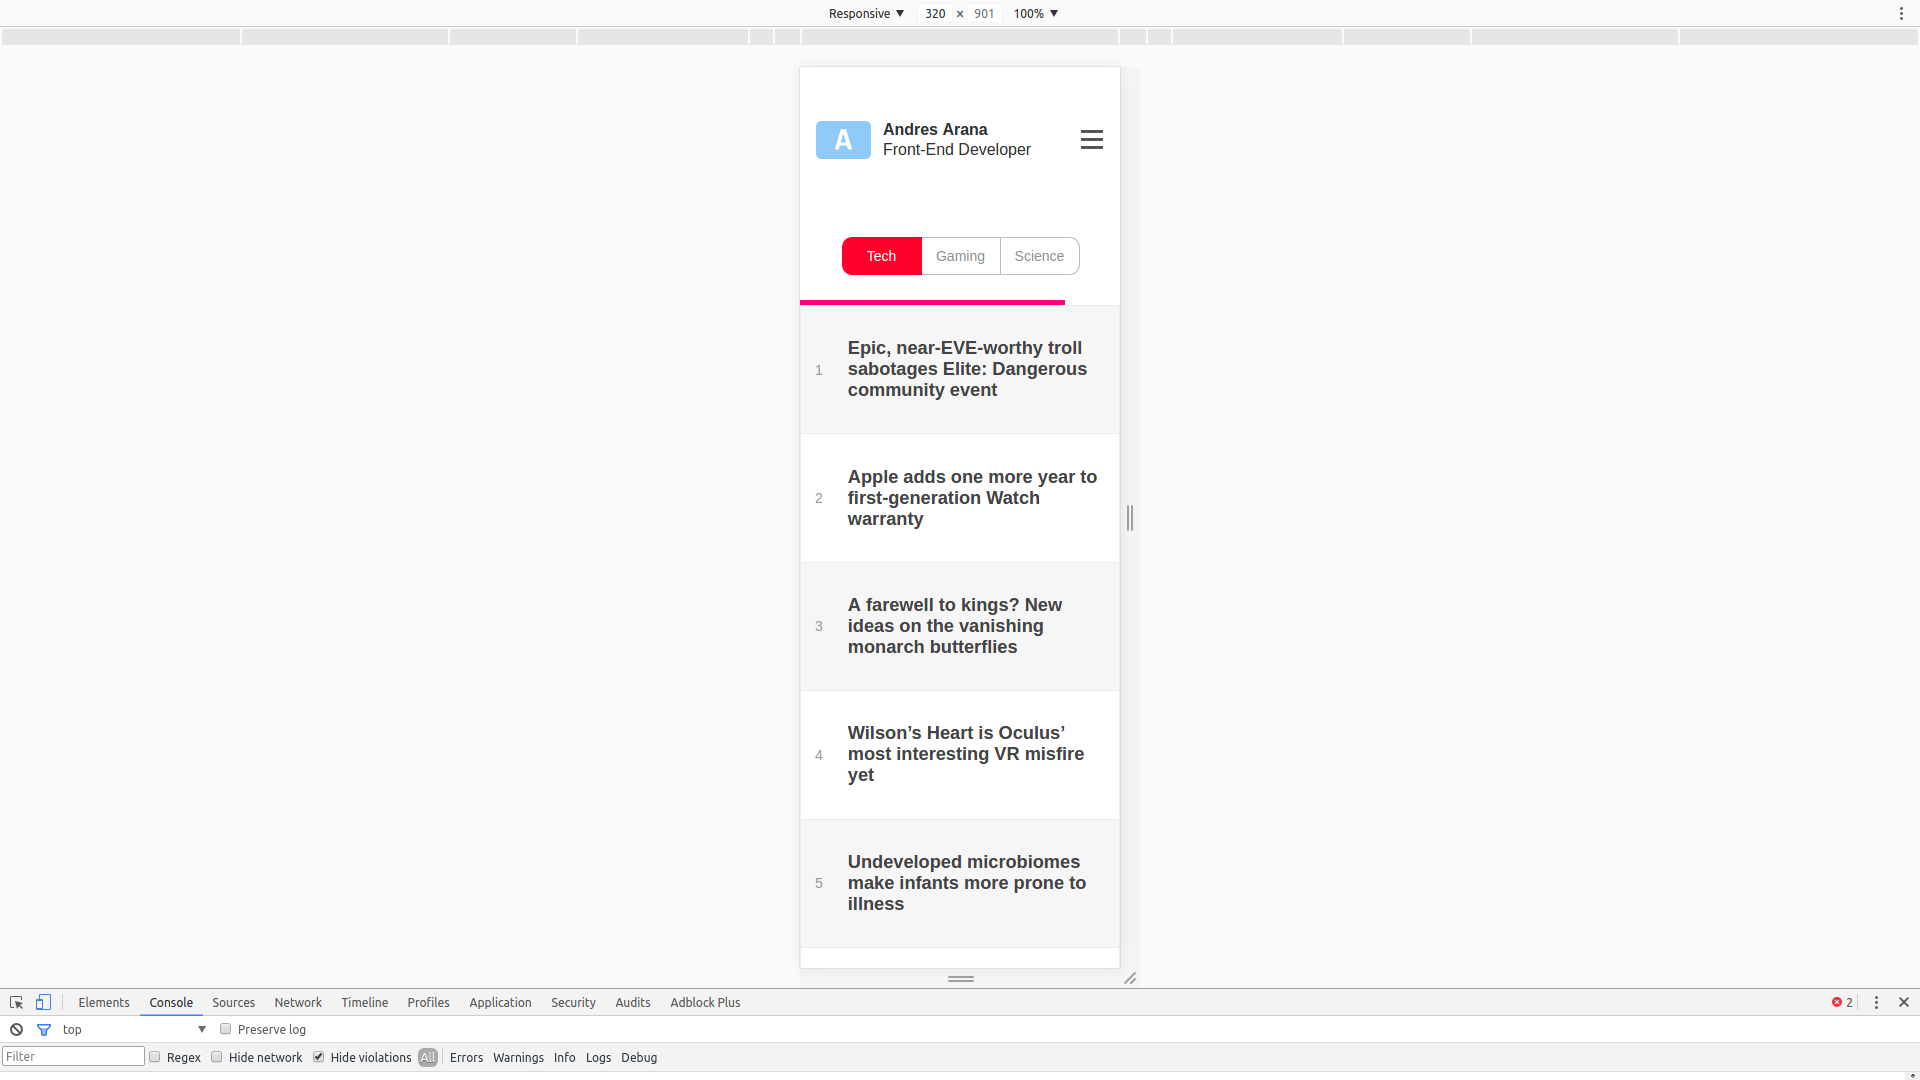 Responsive ▼ 320 × 901 100% ▼
A
Andres Arana
Front-End Developer
Tech Gaming Science
1
Epic, near-EVE-worthy troll
sabotages Elite: Dangerous
community event
2
Apple adds one more year to
first-generation Watch
warranty
3
A farewell to kings? New
ideas on the vanishing
monarch butterflies
4
Wilson’s Heart is Oculus’
most interesting VR misfire
yet
5
Undeveloped microbiomes
make infants more prone to
illness
Elements Console Sources Network Timeline Profiles Application Security Audits Adblock Plus 2
top ▼ Preserve log
Filter Regex Hide network Hide violations All Errors Warnings Info Logs Debug